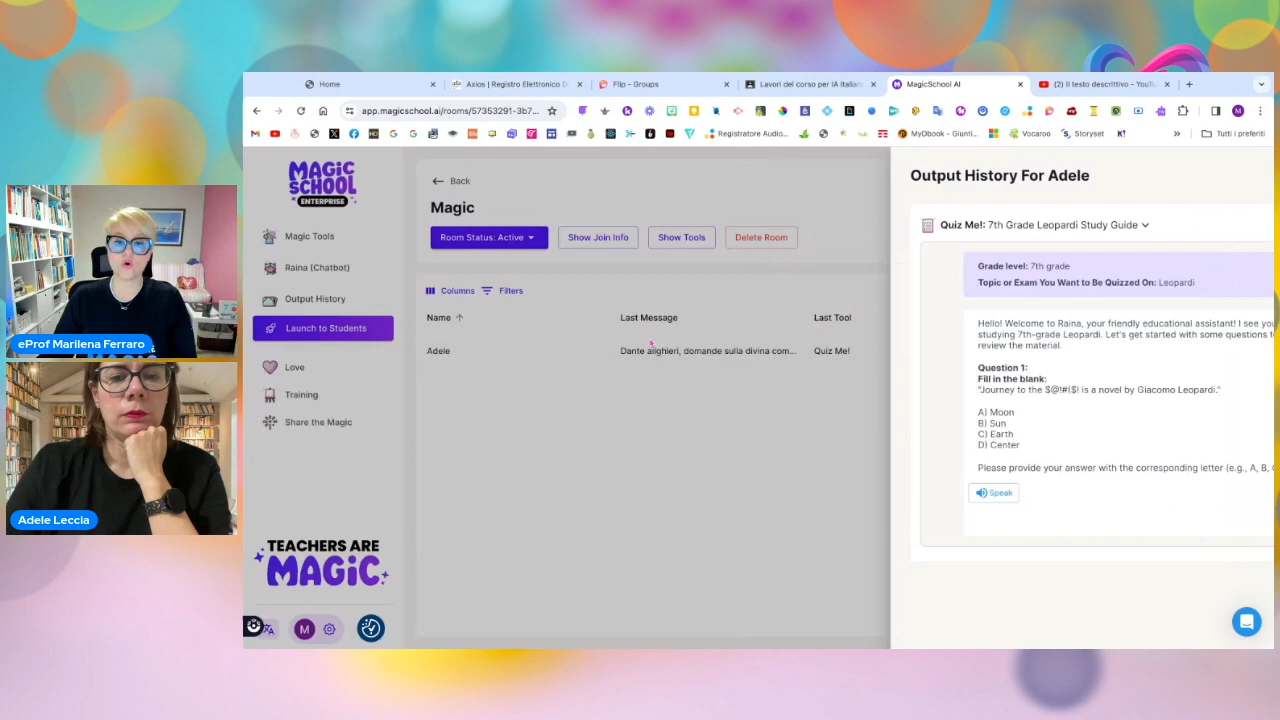 Home
Axios | Registro Elettronico D
Flip - Groups
Lavori del corso per IA Italian
MagicSchool AI
(2) Il testo descrittivo - YouTu
app.magicschool.ai/rooms/57353291-3b7...
Registratore Audio...
MyDbook - Giunti...
Vocaroo
Storyset
K!
Tutti i preferiti
MAGIC
SCHOOL
ENTERPRISE
Magic Tools
Raina (Chatbot)
Output History
Launch to Students
Love
Training
Share the Magic
TEACHERS ARE
MAGIC
M
Back
Magic
Room Status: Active
Show Join Info
Show Tools
Delete Room
Columns
Filters
Name
Last Message
Last Tool
Adele
Dante alighieri, domande sulla divina com...
Quiz Me!
Output History For Adele
Quiz Me!: 7th Grade Leopardi Study Guide
Grade level: 7th grade
Topic or Exam You Want to Be Quizzed On: Leopardi
Hello! Welcome to Raina, your friendly educational assistant! I see you
studying 7th-grade Leopardi. Let's get started with some questions to
review the material.
Question 1:
Fill in the blank:
"Journey to the $@!#($! is a novel by Giacomo Leopardi."
A) Moon
B) Sun
C) Earth
D) Center
Please provide your answer with the corresponding letter (e.g., A, B, C
Speak
eProf Marilena Ferraro
Adele Leccia